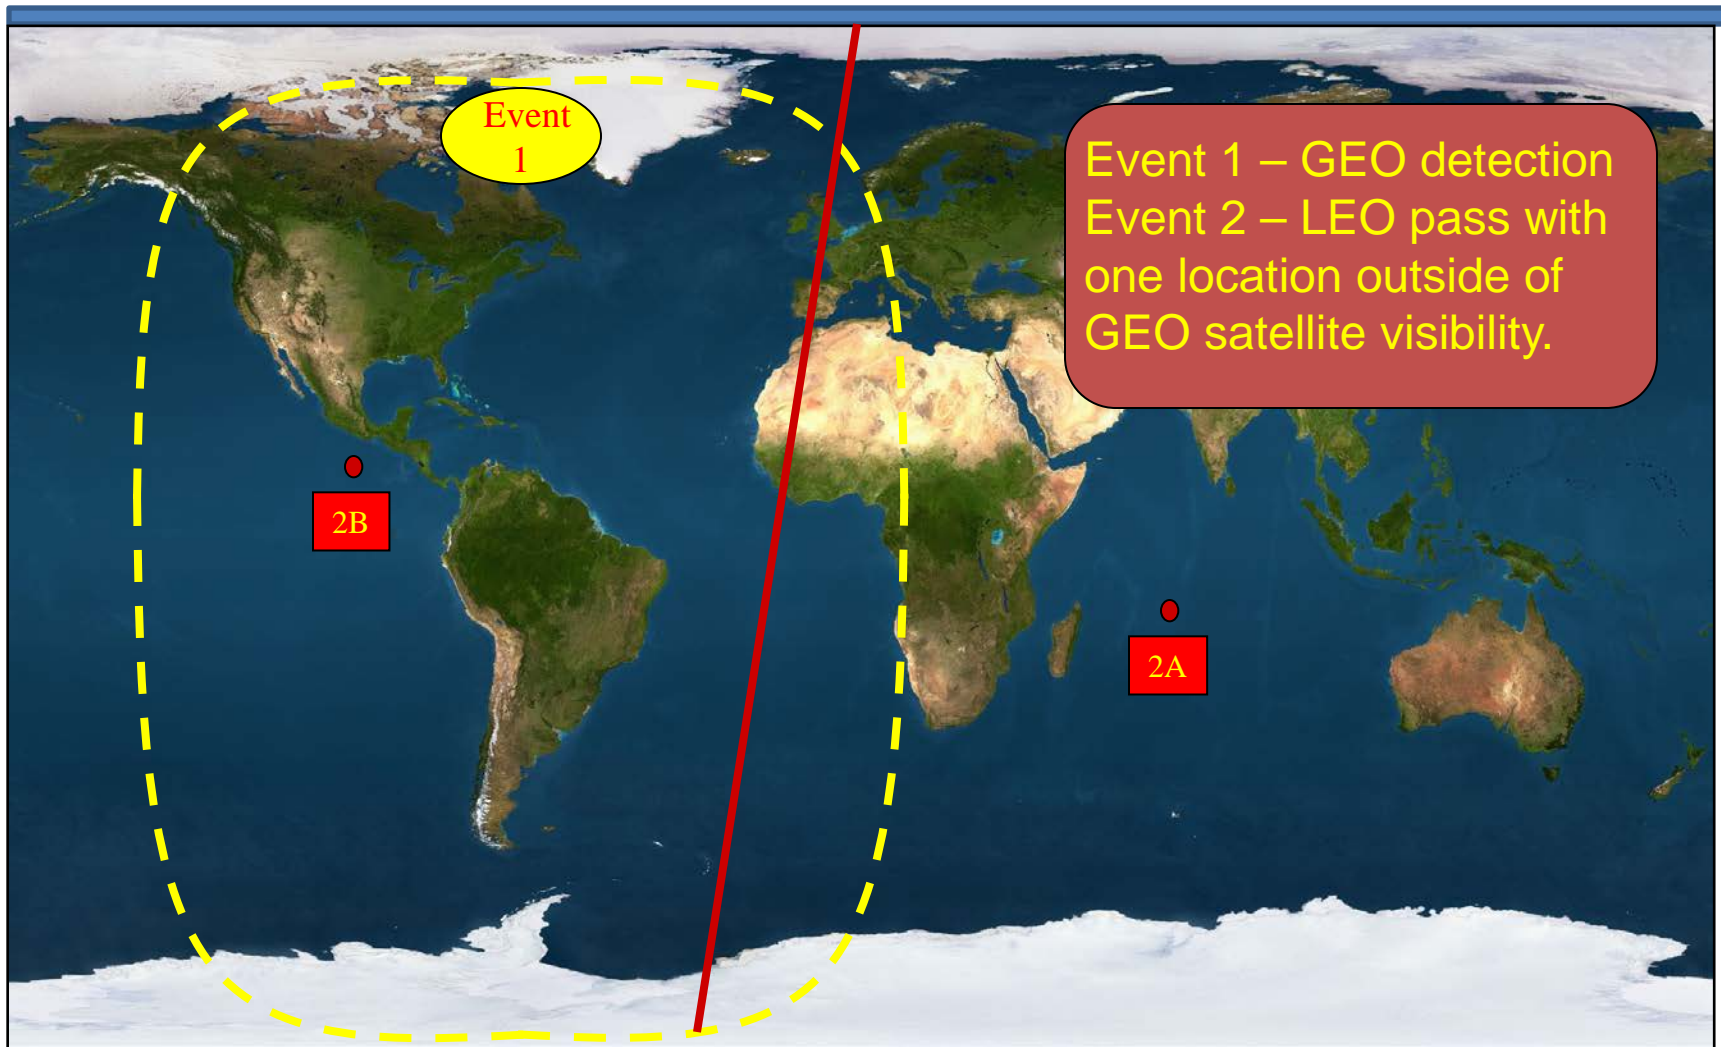 Event
1
Event 1 – GEO detection
Event 2 – LEO pass with
one location outside of
GEO satellite visibility.
2B
2A